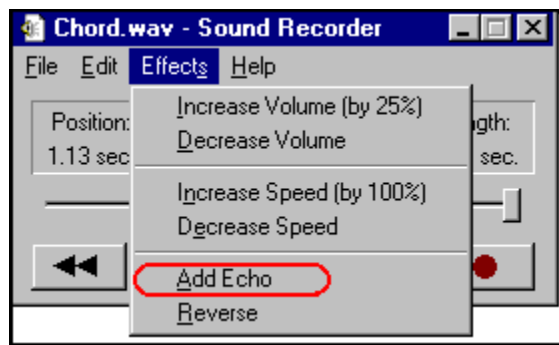 Chord.wav - Sound Recorder
File Edit Effects Help
Increase Volume (by 25%)
Position:
Decrease Volume
1.13 sec
sec.
Increase Speed (by 100%)
Decrease Speed
Add Echo
Reverse